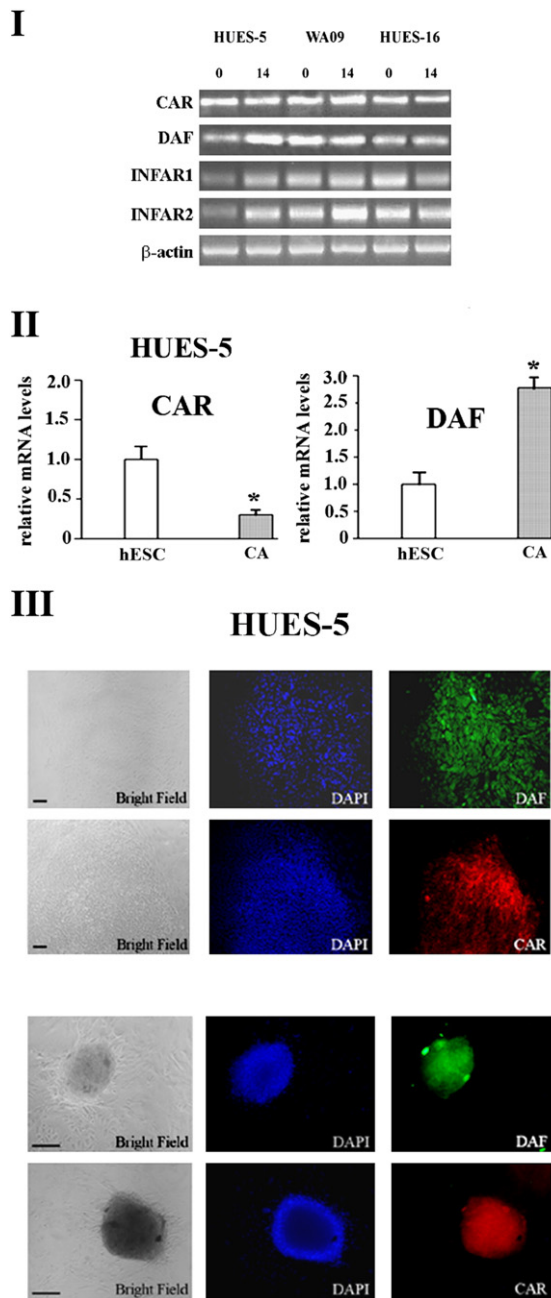 I
HUES-5 WA09 HUES-16
0 14 0 14 0 14
CAR
DAF
INFAR1
INFAR2
β-actin
II
HUES-5
relative mRNA levels
2.0
1.5
1.0
0.5
0
CAR
*
hESC CA
relative mRNA levels
3.0
2.5
2.0
1.5
1.0
0.5
0
DAF
*
hESC CA
III
HUES-5
Bright Field DAPI DAF
Bright Field DAPI CAR
Bright Field DAPI DAF
Bright Field DAPI CAR